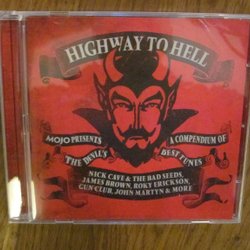 HIGHWAY TO HELL
MOJO PRESENTS
A COMPENDIUM OF
THE DEVIL'S
BEST TUNES
NICK CAVE & THE BAD SEEDS,
JAMES BROWN, ROKY ERICKSON,
GUN CLUB, JOHN MARTYN & MORE